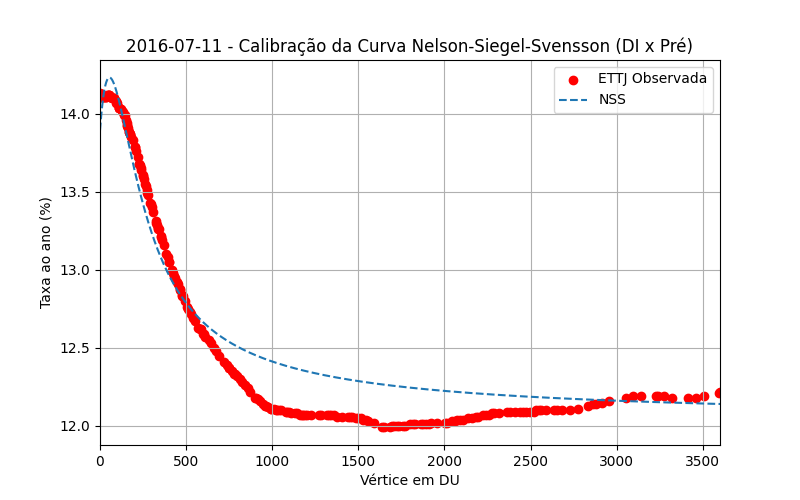 2016-07-11 - Calibração da Curva Nelson-Siegel-Svensson (DI x Pré)
ETTJ Observada
NSS
Taxa ao ano (%)
14.0
13.5
13.0
12.5
12.0
0 500 1000 1500 2000 2500 3000 3500
Vértice em DU